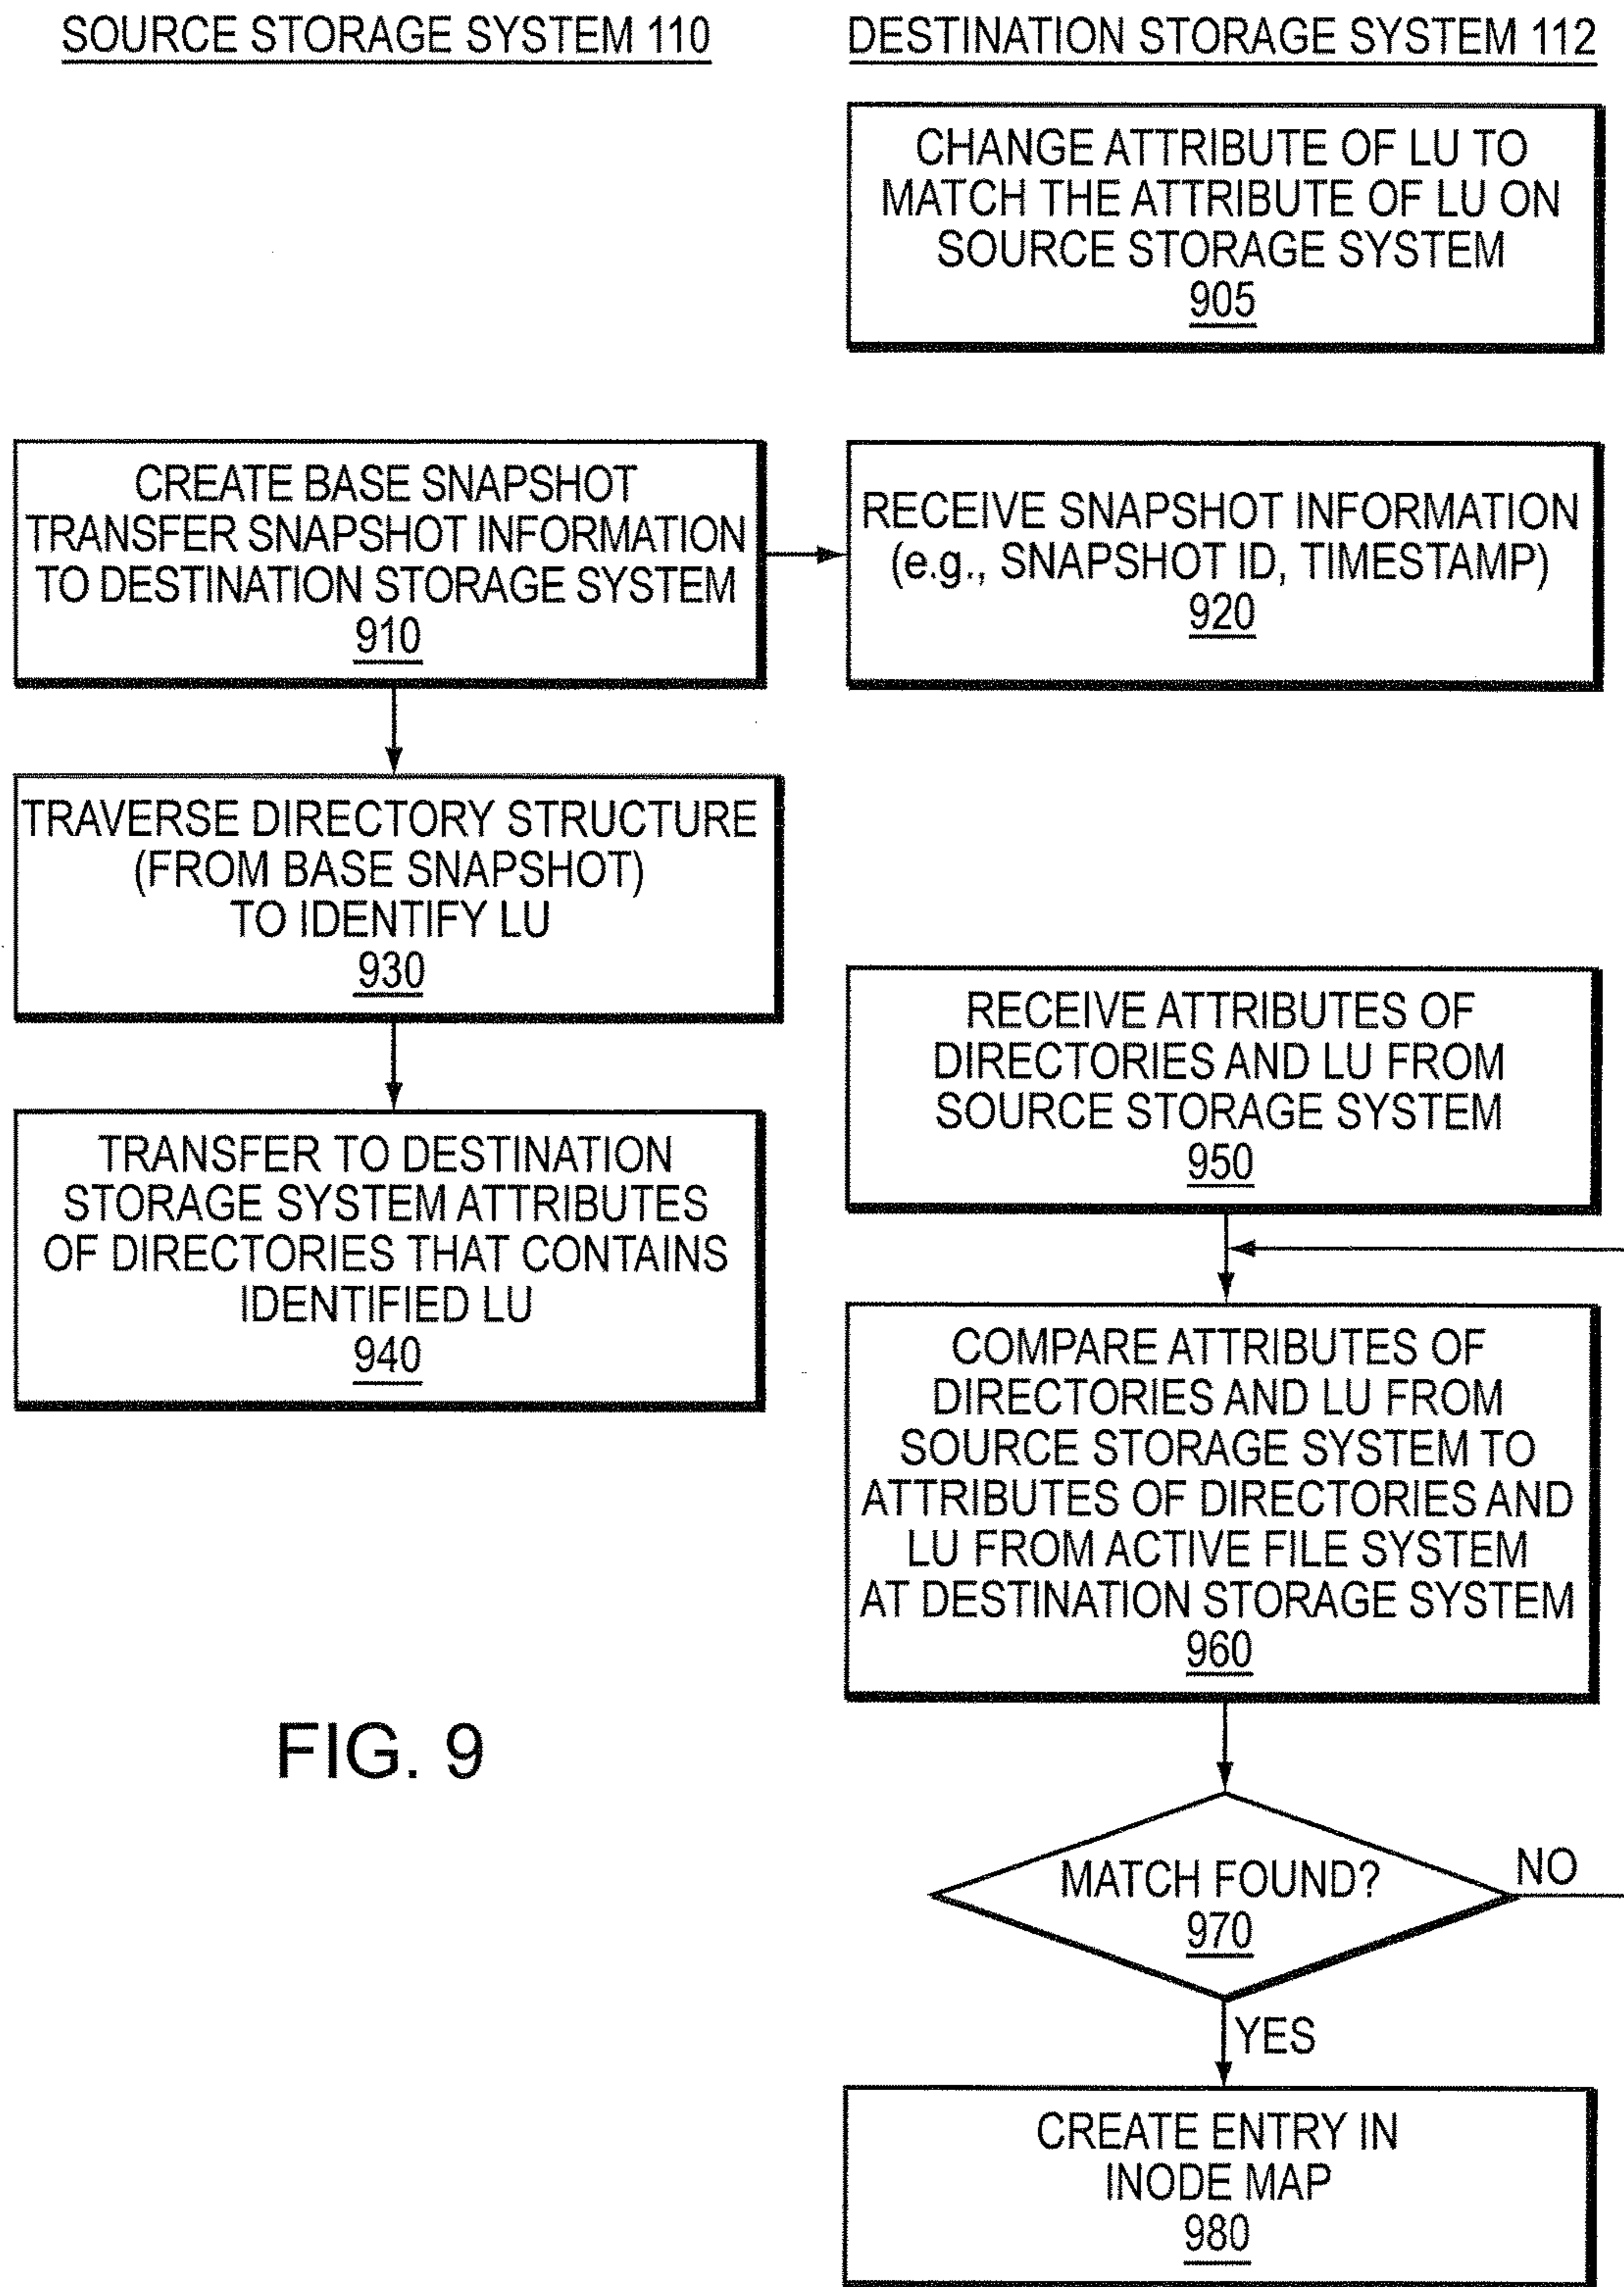 SOURCE STORAGE SYSTEM 110
DESTINATION STORAGE SYSTEM 112
CHANGE ATTRIBUTE OF LU TO
MATCH THE ATTRIBUTE OF LU ON
SOURCE STORAGE SYSTEM
905
CREATE BASE SNAPSHOT
TRANSFER SNAPSHOT INFORMATION
TO DESTINATION STORAGE SYSTEM
910
RECEIVE SNAPSHOT INFORMATION
(e.g., SNAPSHOT ID, TIMESTAMP)
920
TRAVERSE DIRECTORY STRUCTURE
(FROM BASE SNAPSHOT)
TO IDENTIFY LU
930
TRANSFER TO DESTINATION
STORAGE SYSTEM ATTRIBUTES
OF DIRECTORIES THAT CONTAINS
IDENTIFIED LU
940
RECEIVE ATTRIBUTES OF
DIRECTORIES AND LU FROM
SOURCE STORAGE SYSTEM
950
COMPARE ATTRIBUTES OF
DIRECTORIES AND LU FROM
SOURCE STORAGE SYSTEM TO
ATTRIBUTES OF DIRECTORIES AND
LU FROM ACTIVE FILE SYSTEM
AT DESTINATION STORAGE SYSTEM
960
FIG. 9
MATCH FOUND?
970
NO
YES
CREATE ENTRY IN
INODE MAP
980